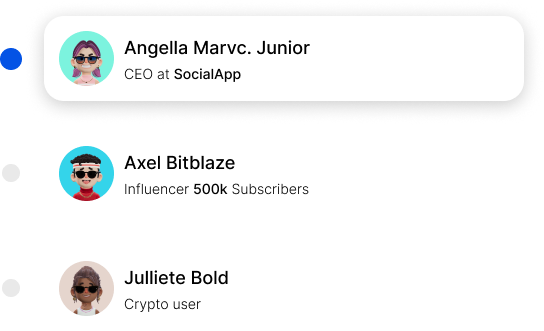 Angella Marvc. Junior
CEO at SocialApp
Axel Bitblaze
Influencer 500k Subscribers
Julliete Bold
Crypto user